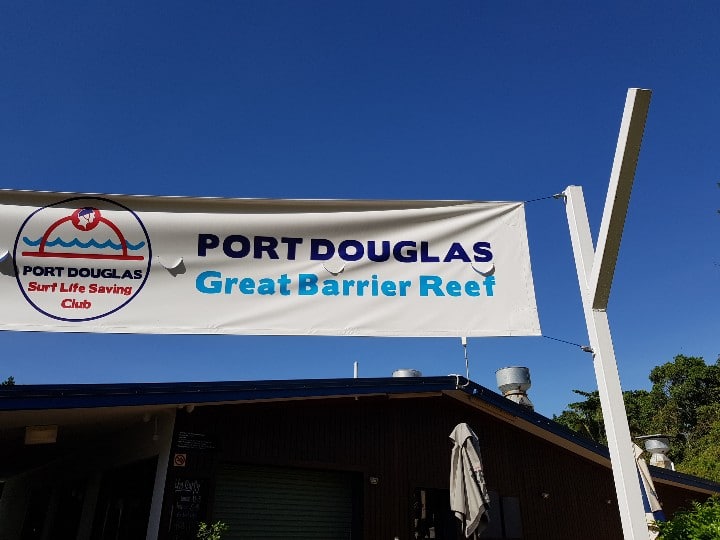 PORT DOUGLAS
Surf Life Saving
Club
PORT DOUGLAS
Great Barrier Reef